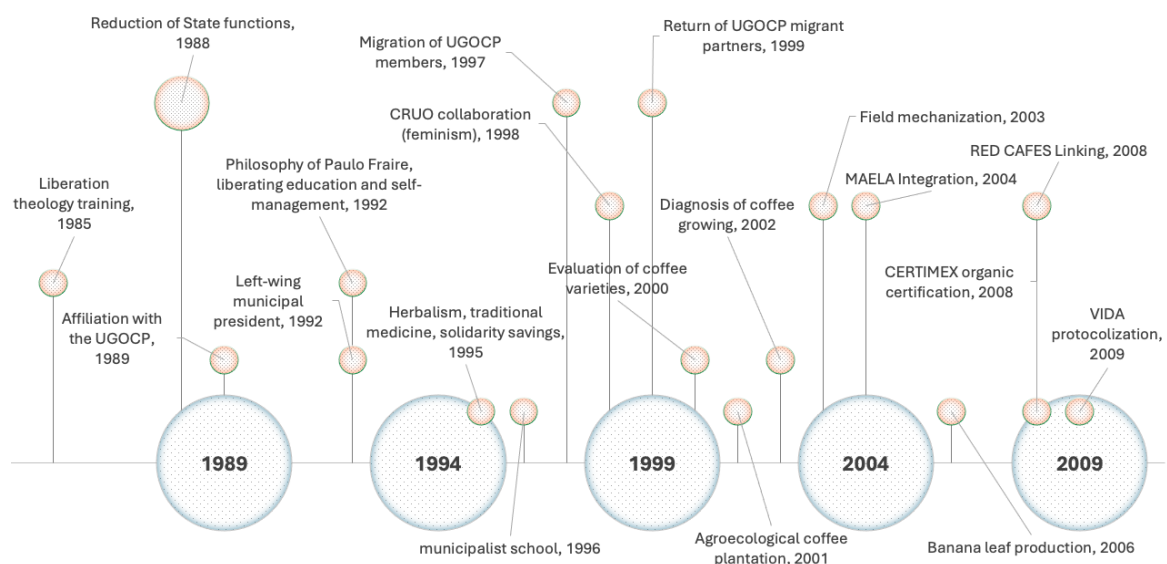 Reduction of State functions,
1988
Return of UGOCP migrant
partners, 1999
Migration of UGOCP
members, 1997
CRUO collaboration
(feminism), 1998
Field mechanization, 2003
RED CAFES Linking, 2008
Philosophy of Paulo Fraire,
liberating education and self-
management, 1992
MAELA Integration, 2004
Liberation
theology training,
1985
Diagnosis of coffee
growing, 2002
Evaluation of coffee
varieties, 2000
CERTIMEX organic
certification, 2008
Left-wing
municipal
president, 1992
Affiliation with
the UGOCP,
1989
Herbalism, traditional
medicine, solidarity savings,
1995
VIDA
protocolization,
2009
1989
1994
1999
2004
2009
municipalist school, 1996
Agroecological coffee
plantation, 2001
Banana leaf production, 2006